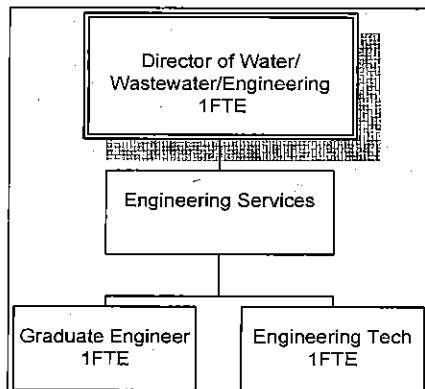 Director of Water/
Wastewater/Engineering
1FTE
Engineering Services
Graduate Engineer
1FTE
Engineering Tech
1FTE